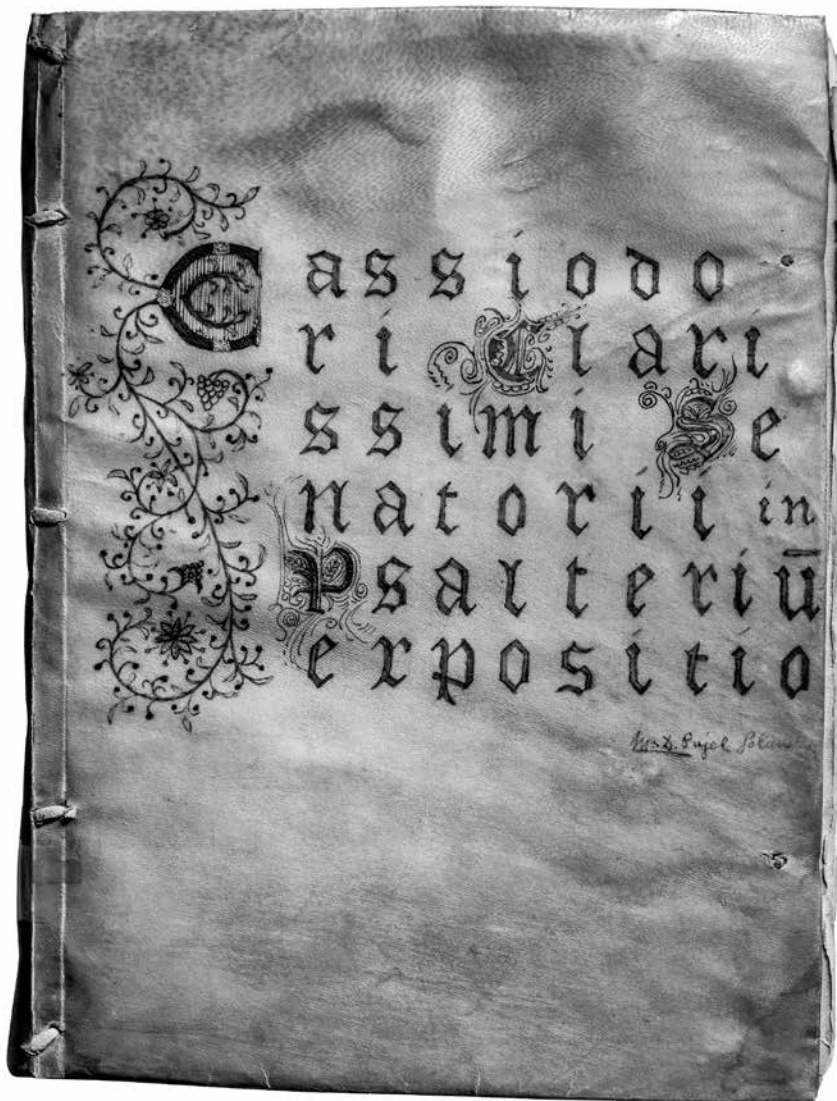 Cassiodo
ri Clari
ssimi Se
natorii in
Psalteriū
expositio